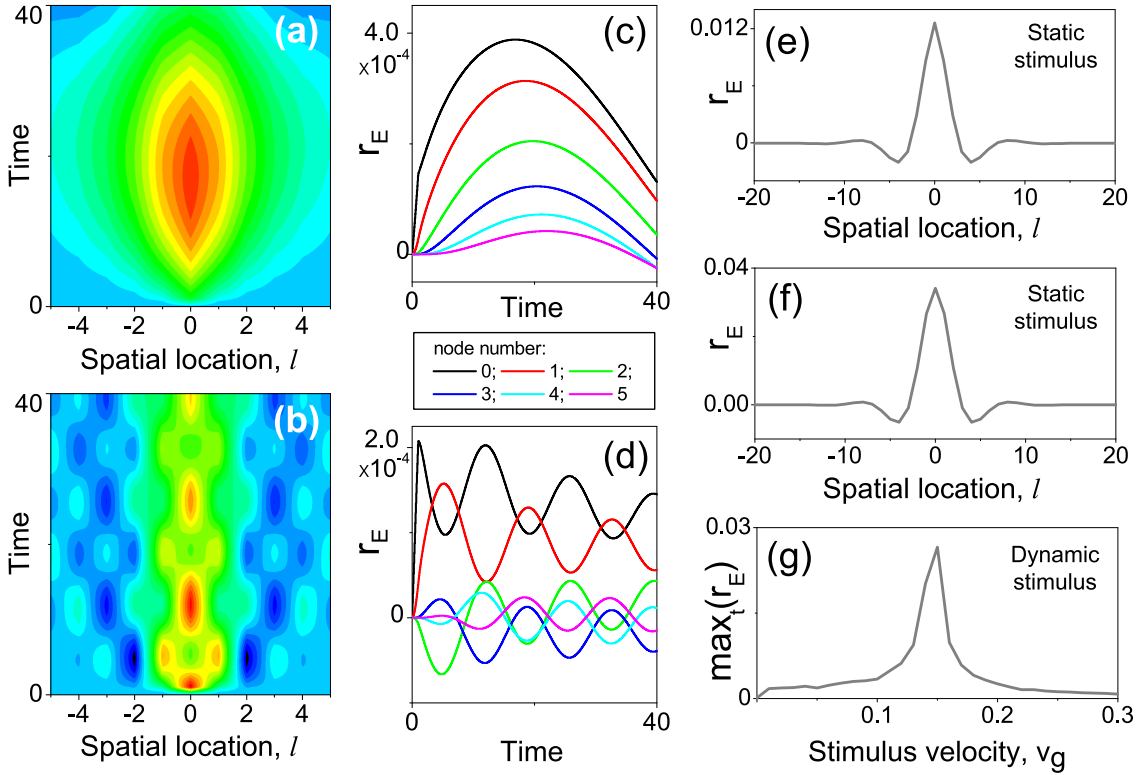 40
(a)
Time
0
-4 -2 0 2 4
Spatial location, l
40
(b)
Time
0
-4 -2 0 2 4
Spatial location, l
(c)
4.0
×10-4
rE
0
0 40
Time
node number:
0; 1; 2;
3; 4; 5
(d)
2.0
×10-4
rE
0
0 20 40
Time
(e)
Static
stimulus
0.012
rE
0
-20 -10 0 10 20
Spatial location, l
(f)
Static
stimulus
0.04
rE
0.00
-20 -10 0 10 20
Spatial location, l
(g)
Dynamic
stimulus
0.03
max(rE)
0
0.1 0.2 0.3
Stimulus velocity, vg